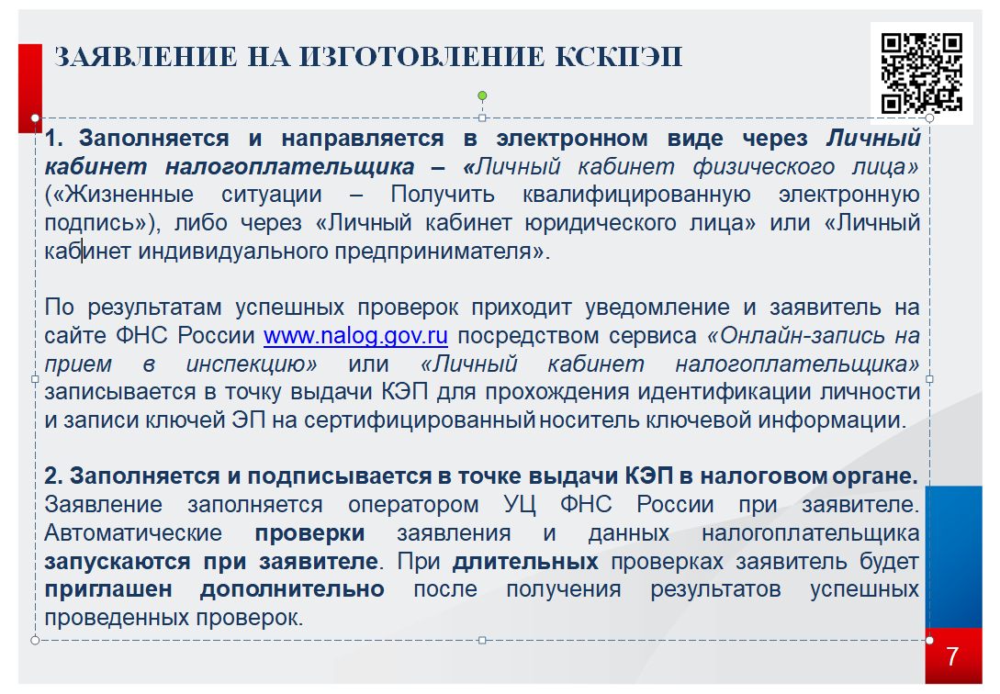 ЗАЯВЛЕНИЕ НА ИЗГОТОВЛЕНИЕ КСКПЭП
1. Заполняется и направляется в электронном виде через Личный
кабинет налогоплательщика – «Личный кабинет физического лица»
(«Жизненные ситуации – Получить квалифицированную электронную
подпись»), либо через «Личный кабинет юридического лица» или «Личный
кабинет индивидуального предпринимателя».
По результатам успешных проверок приходит уведомление и заявитель на
сайте ФНС России www.nalog.gov.ru посредством сервиса «Онлайн-запись на
прием в инспекцию» или «Личный кабинет налогоплательщика»
записывается в точку выдачи КЭП для прохождения идентификации личности
и записи ключей ЭП на сертифицированный носитель ключевой информации.
2. Заполняется и подписывается в точке выдачи КЭП в налоговом органе.
Заявление заполняется оператором УЦ ФНС России при заявителе.
Автоматические проверки заявления и данных налогоплательщика
запускаются при заявителе. При длительных проверках заявитель будет
приглашен дополнительно после получения результатов успешных
проведенных проверок.
7